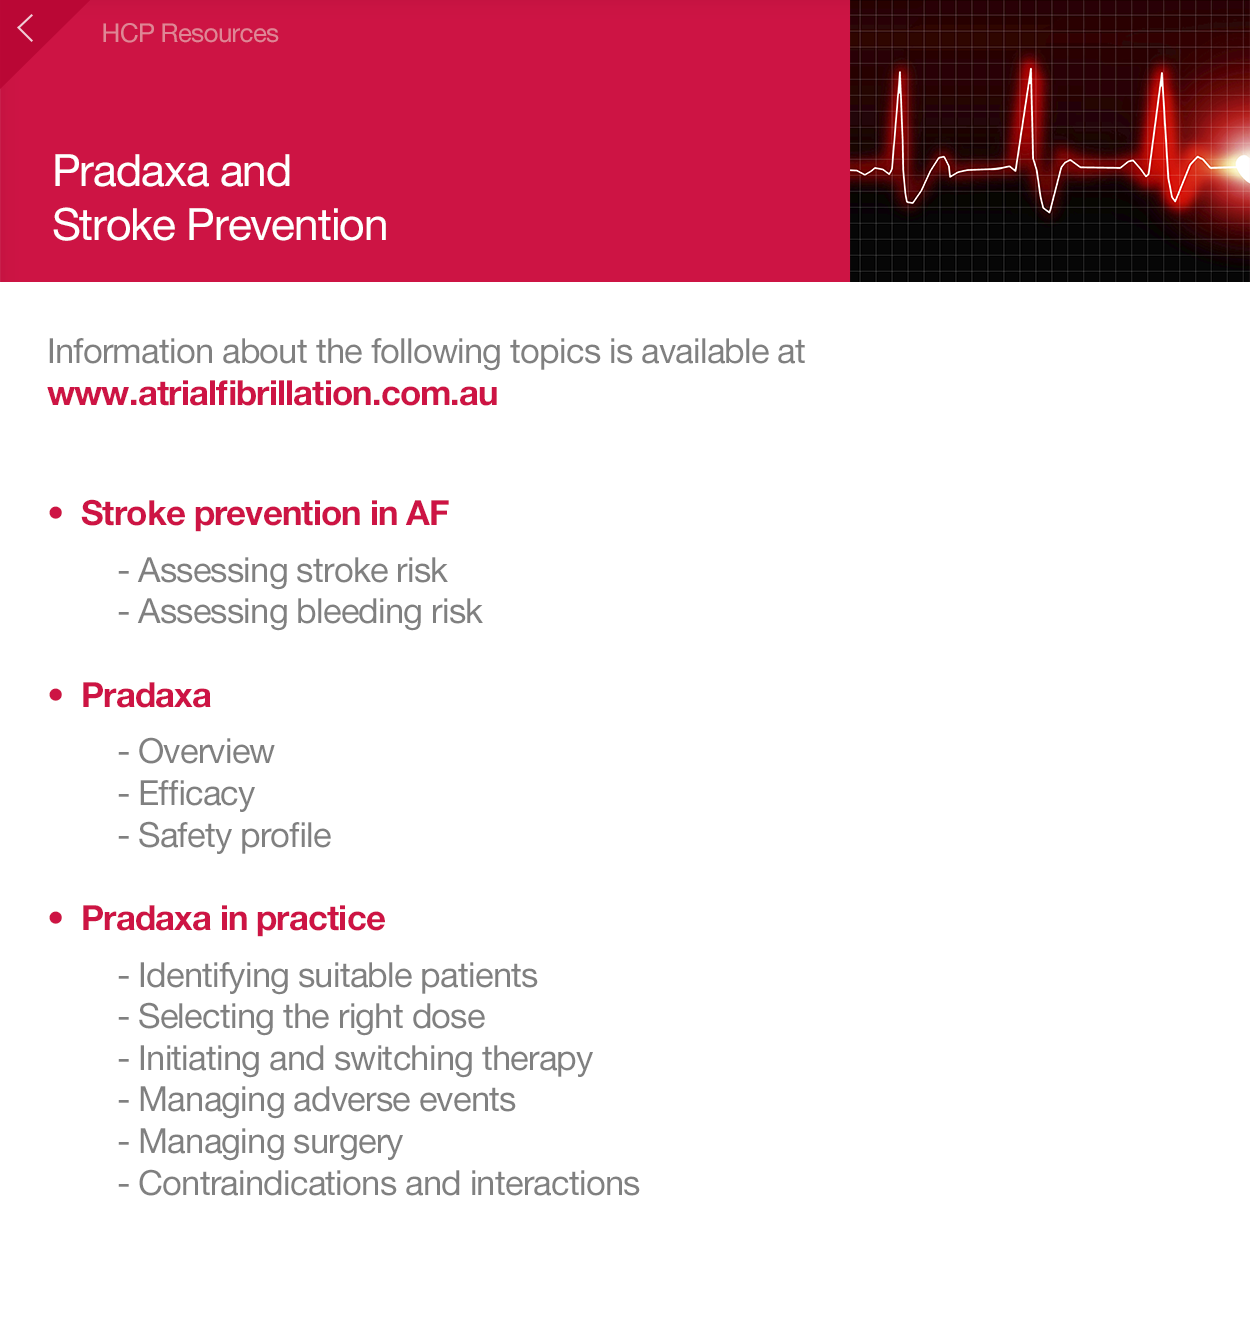 HCP Resources
Pradaxa and
Stroke Prevention
Information about the following topics is available at
www.atrialfibrillation.com.au
• Stroke prevention in AF
- Assessing stroke risk
- Assessing bleeding risk
• Pradaxa
- Overview
- Efficacy
- Safety profile
• Pradaxa in practice
- Identifying suitable patients
- Selecting the right dose
- Initiating and switching therapy
- Managing adverse events
- Managing surgery
- Contraindications and interactions